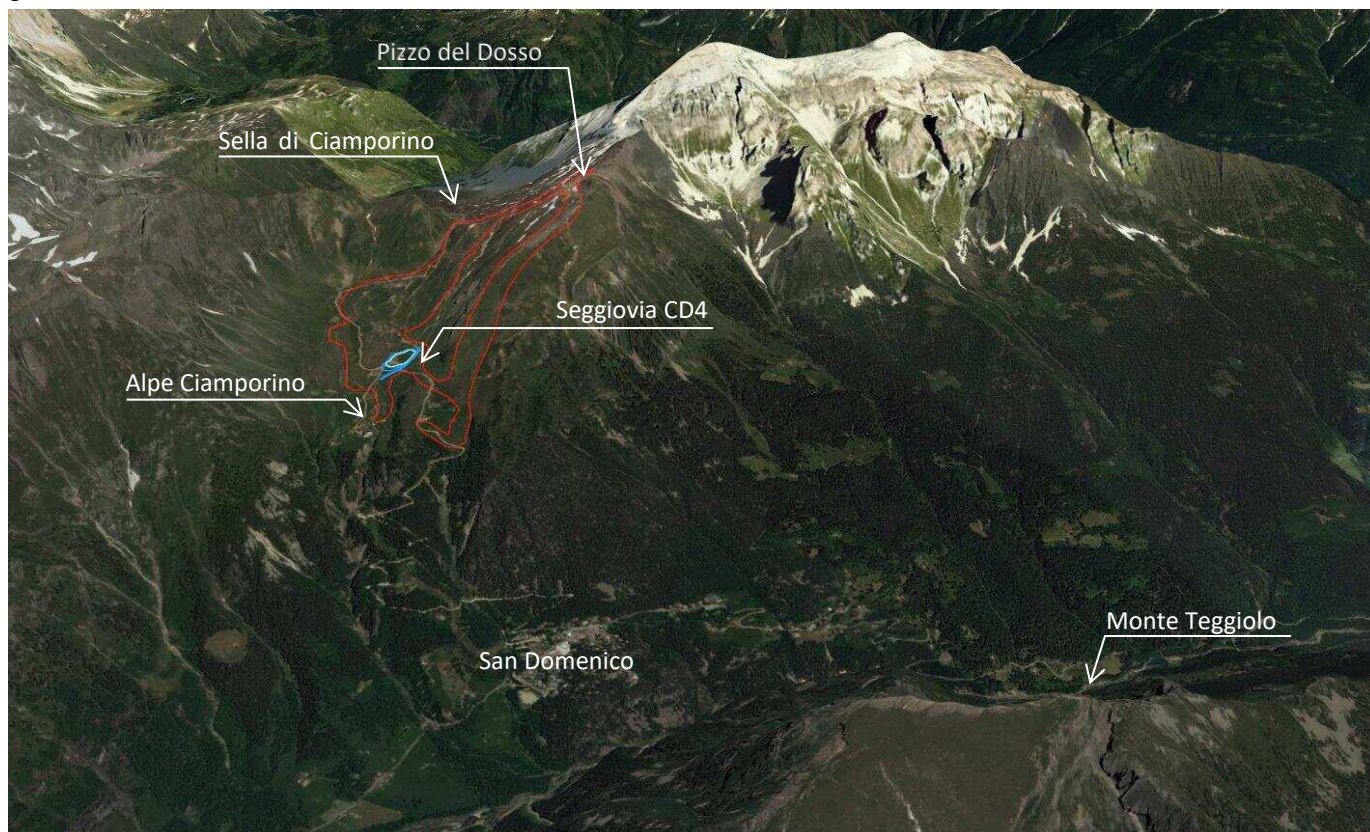 Pizzo del Dosso
Sella di Ciamporino
Seggiovia CD4
Alpe Ciamporino
Monte Teggiolo
San Domenico